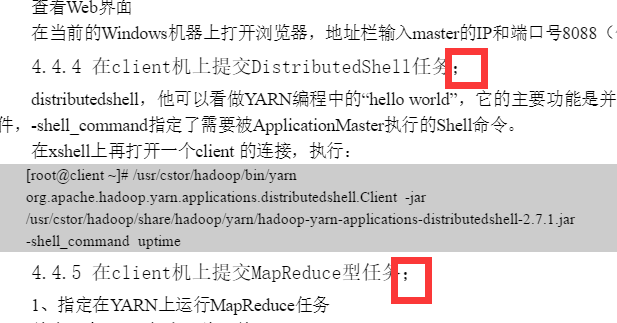 查看Web界面
在当前的Windows机器上打开浏览器，地址栏输入master的IP和端口号8088（
4.4.4 在client机上提交DistributedShell任务；
distributedshell，他可以看做YARN编程中的“hello world”，它的主要功能是并
件，-shell_command指定了需要被ApplicationMaster执行的Shell命令。
在xshell上再打开一个client 的连接，执行：
[root@client ~]# /usr/cstor/hadoop/bin/yarn
org.apache.hadoop.yarn.applications.distributedshell.Client -jar
/usr/cstor/hadoop/share/hadoop/yarn/hadoop-yarn-applications-distributedshell-2.7.1.jar
-shell_command uptime
4.4.5 在client机上提交MapReduce型任务；
1、指定在YARN上运行MapReduce任务